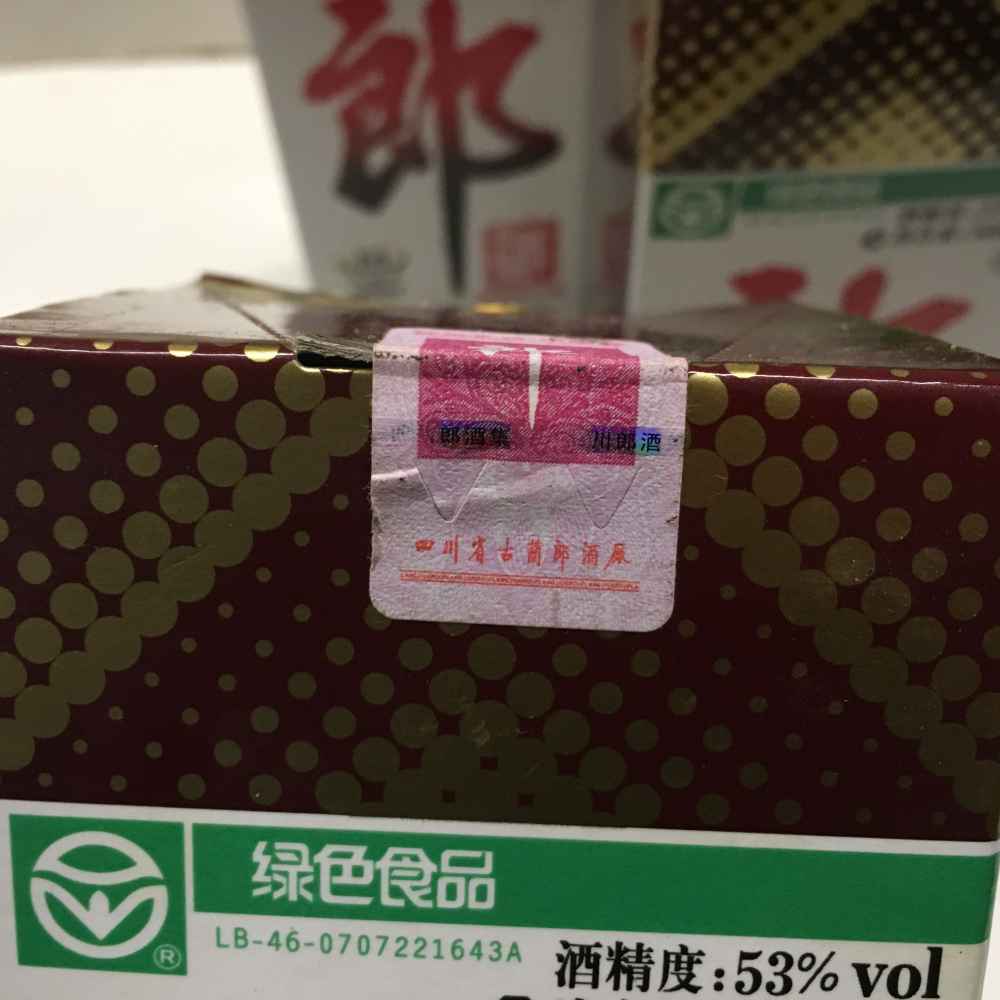 郎
郎酒集
川郎酒
四川省古蔺郎酒厂
绿色食品
®
LB-46-0707221643A
酒精度:53% vol